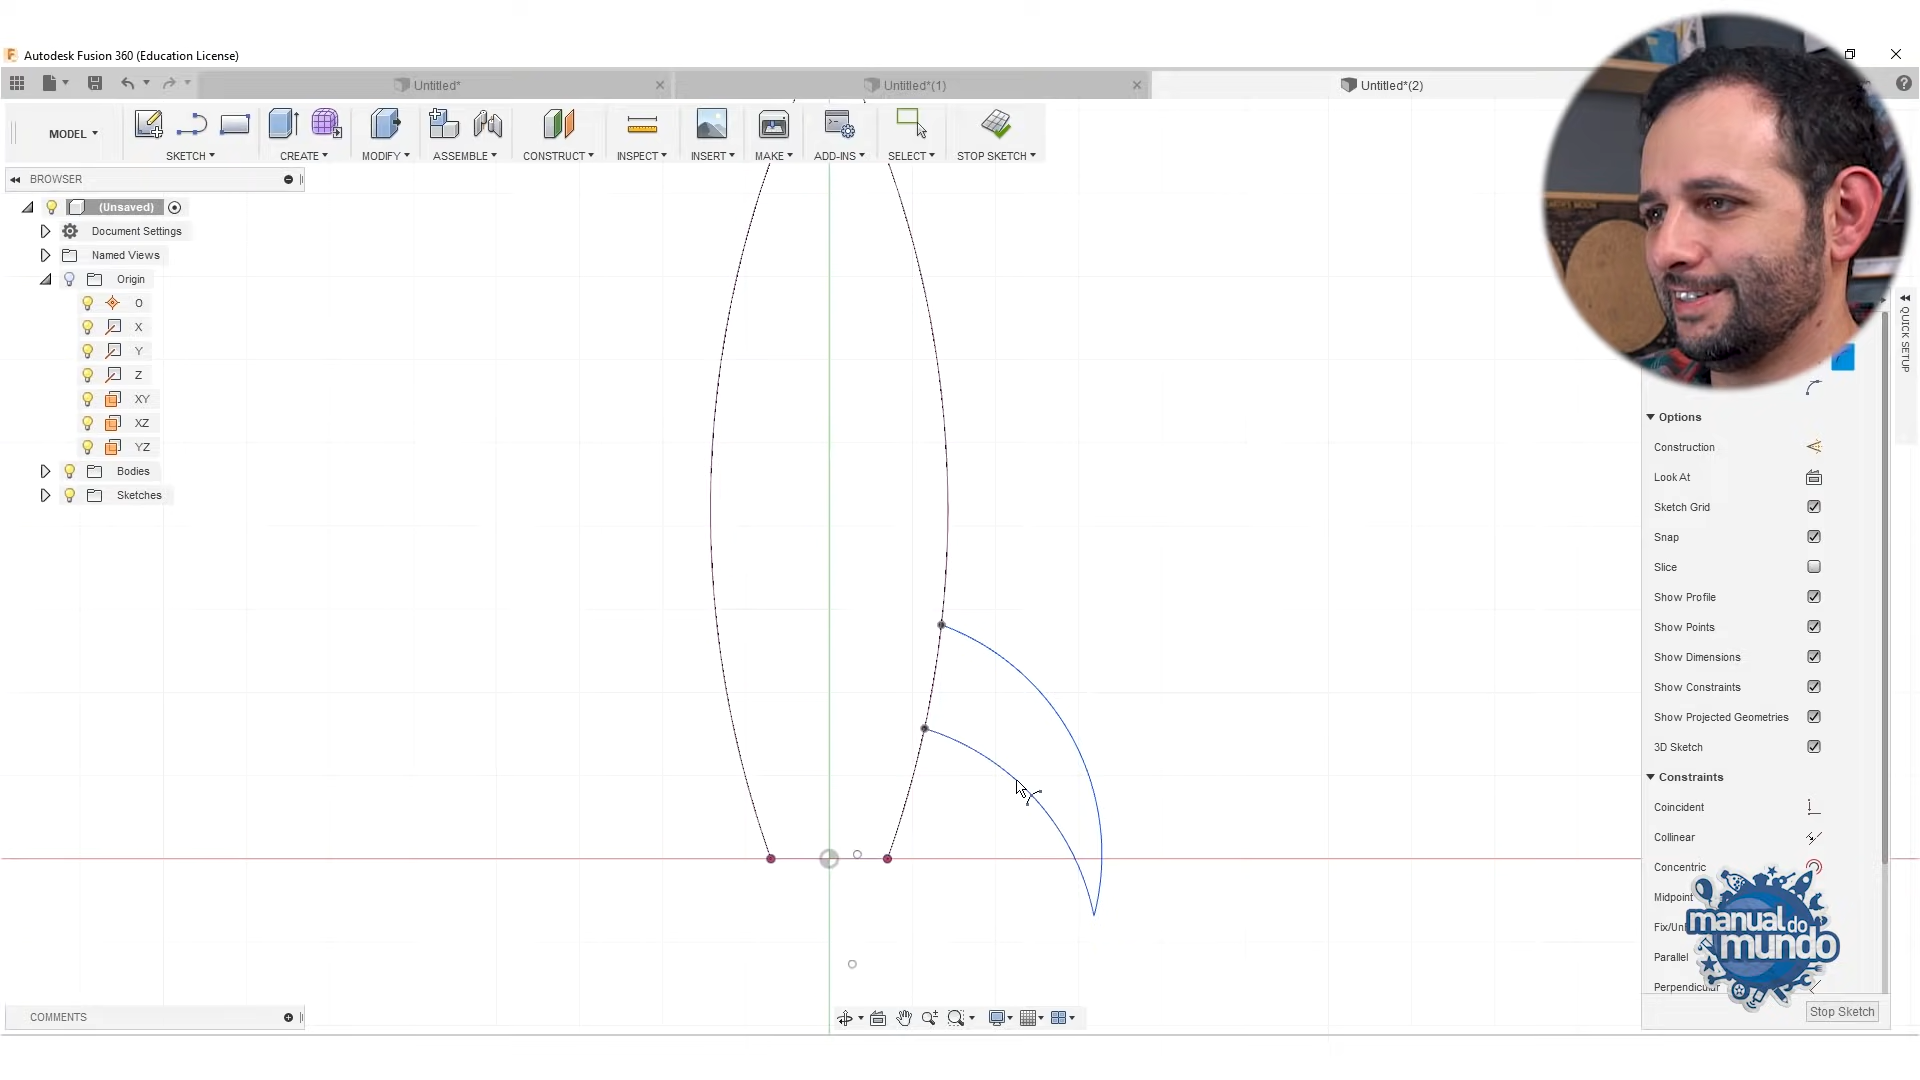 Autodesk Fusion 360 (Education License)
Untitled*
Untitled*(1)
Untitled*(2)
MODEL
SKETCH
CREATE
MODIFY
ASSEMBLE
CONSTRUCT
INSPECT
INSERT
MAKE
ADD-INS
SELECT
STOP SKETCH
BROWSER
(Unsaved)
Document Settings
Named Views
Origin
O
X
Y
Z
XY
XZ
YZ
Bodies
Sketches
QUICK SETUP
Options
Construction
Look At
Sketch Grid
Snap
Slice
Show Profile
Show Points
Show Dimensions
Show Constraints
Show Projected Geometries
3D Sketch
Constraints
Coincident
Collinear
Concentric
Midpoint
Parallel
Perpendicular
manual do
mundo
Stop Sketch
COMMENTS